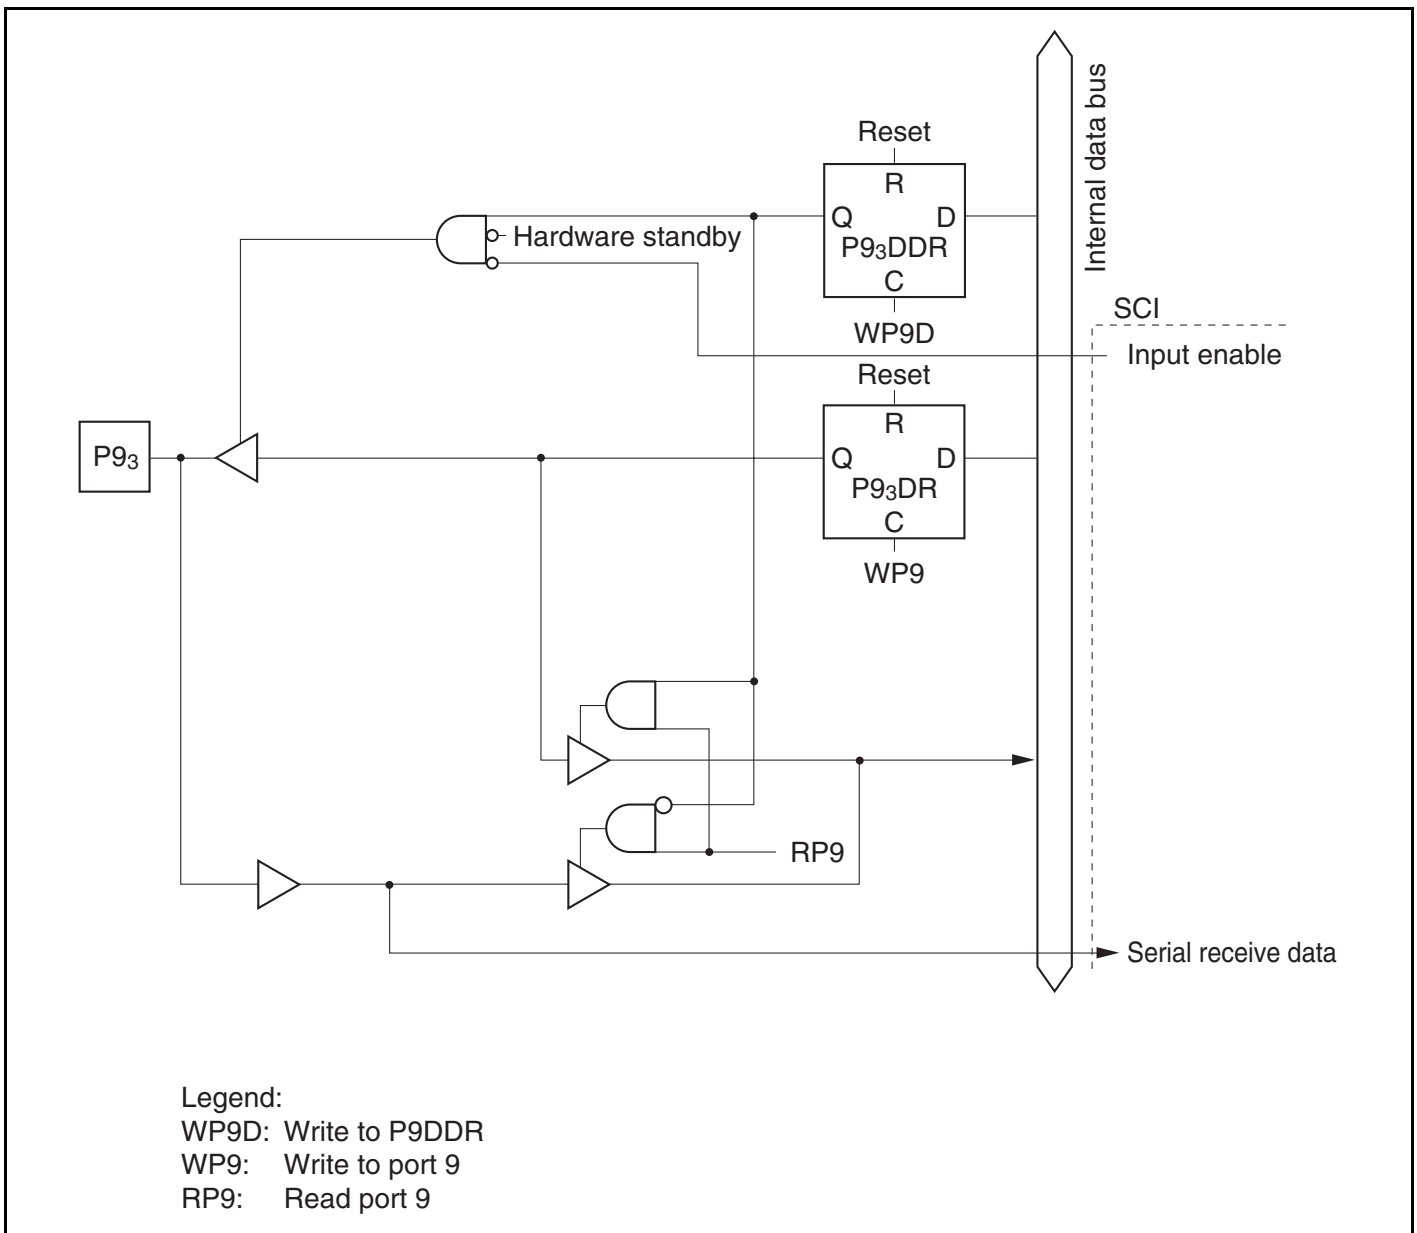 Internal data bus
Reset
R
Q D
P93DDR
C
WP9D
Hardware standby
SCI
Input enable
Reset
R
Q D
P93DR
C
WP9
P93
RP9
Serial receive data
Legend:
WP9D: Write to P9DDR
WP9: Write to port 9
RP9: Read port 9